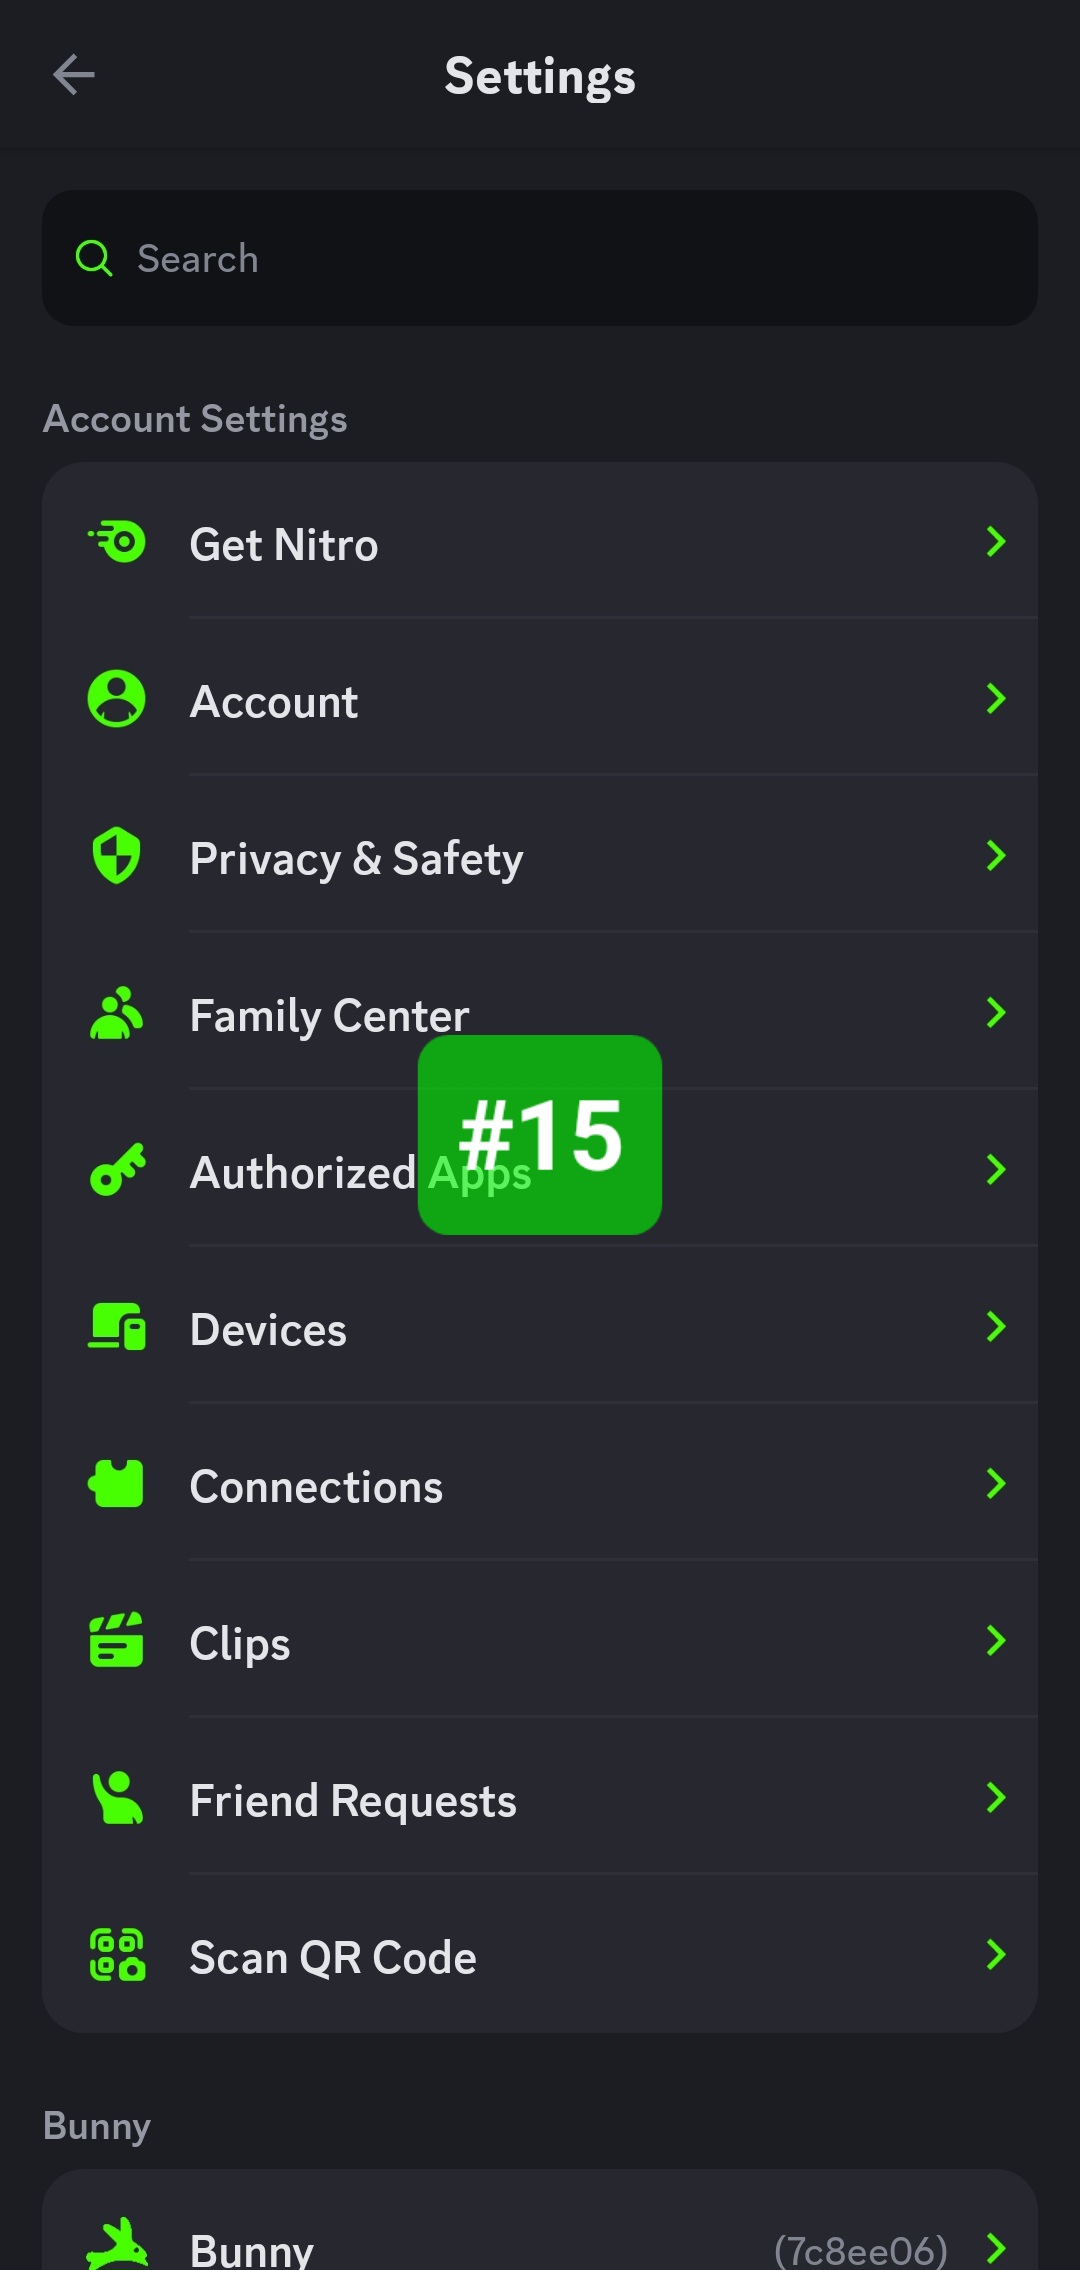 Settings
Search
Account Settings
Get Nitro
Account
Privacy & Safety
Family Center
#15
Authorized Apps
Devices
Connections
Clips
Friend Requests
Scan QR Code
Bunny
Bunny (7c8ee06)